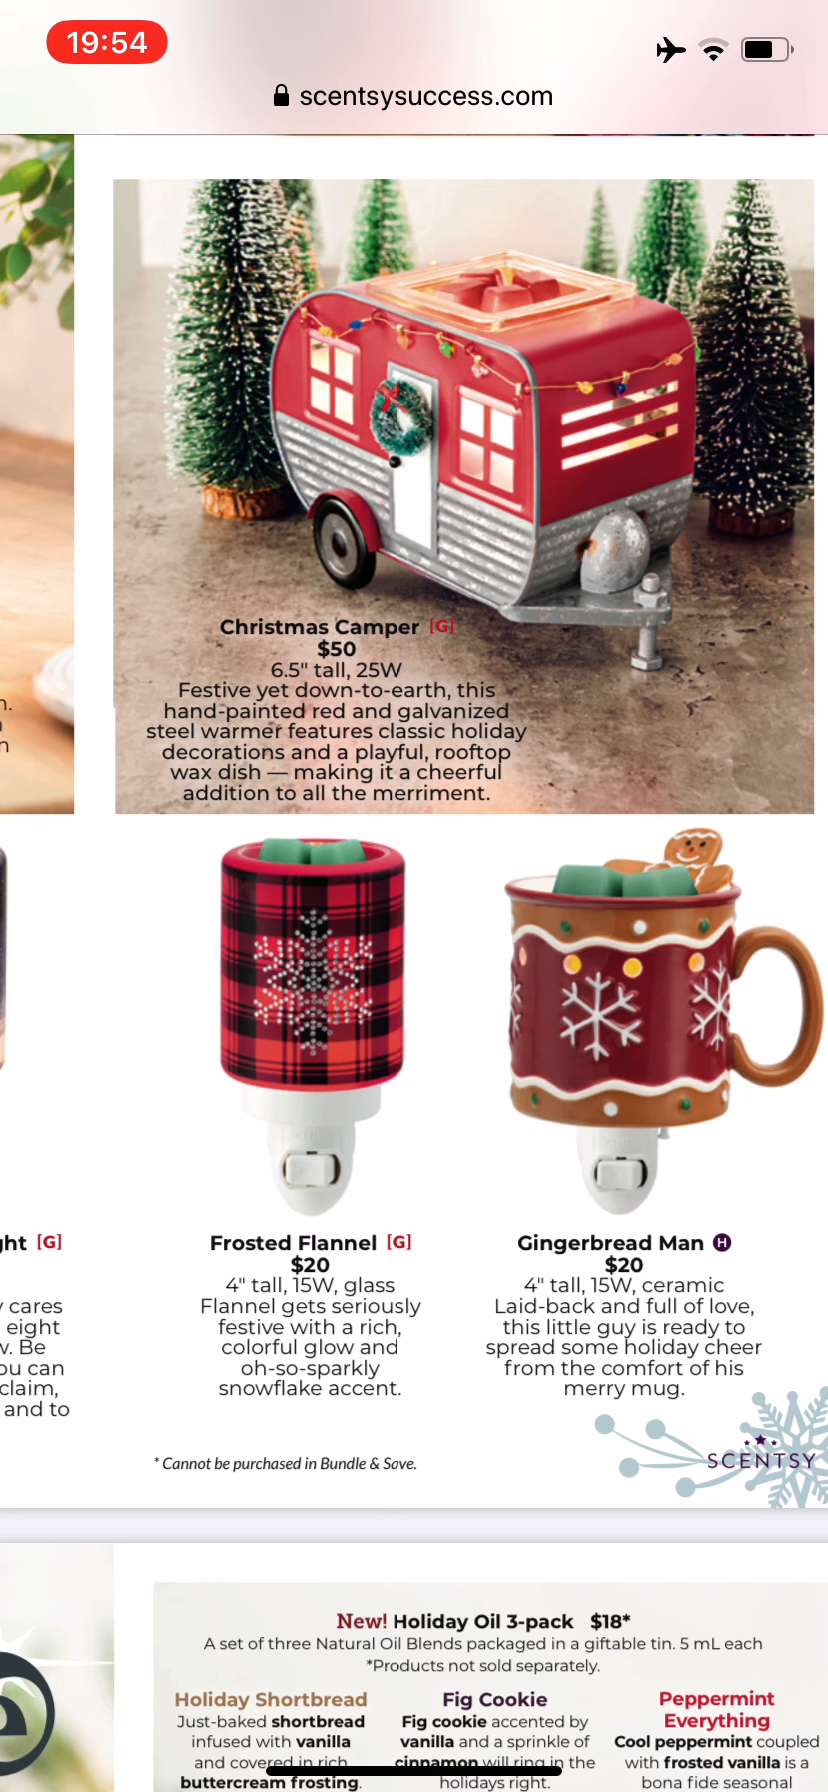 19:54
scentsysuccess.com
Christmas Camper [G]
$50
6.5" tall, 25W
Festive yet down-to-earth, this
hand-painted red and galvanized
steel warmer features classic holiday
decorations and a playful, rooftop
wax dish — making it a cheerful
addition to all the merriment.
ght [G]
cares
eight
w. Be
ou can
claim,
and to
Frosted Flannel [G]
$20
4" tall, 15W, glass
Flannel gets seriously
festive with a rich,
colorful glow and
oh-so-sparkly
snowflake accent.
Gingerbread Man H
$20
4" tall, 15W, ceramic
Laid-back and full of love,
this little guy is ready to
spread some holiday cheer
from the comfort of his
merry mug.
* Cannot be purchased in Bundle & Save.
SCENTSY
New! Holiday Oil 3-pack $18*
A set of three Natural Oil Blends packaged in a giftable tin. 5 mL each
*Products not sold separately.
Holiday Shortbread
Just-baked shortbread
infused with vanilla
and covered in rich
buttercream frosting.
Fig Cookie
Fig cookie accented by
vanilla and a sprinkle of
cinnamon will ring in the
holidays right.
Peppermint
Everything
Cool peppermint coupled
with frosted vanilla is a
bona fide seasonal